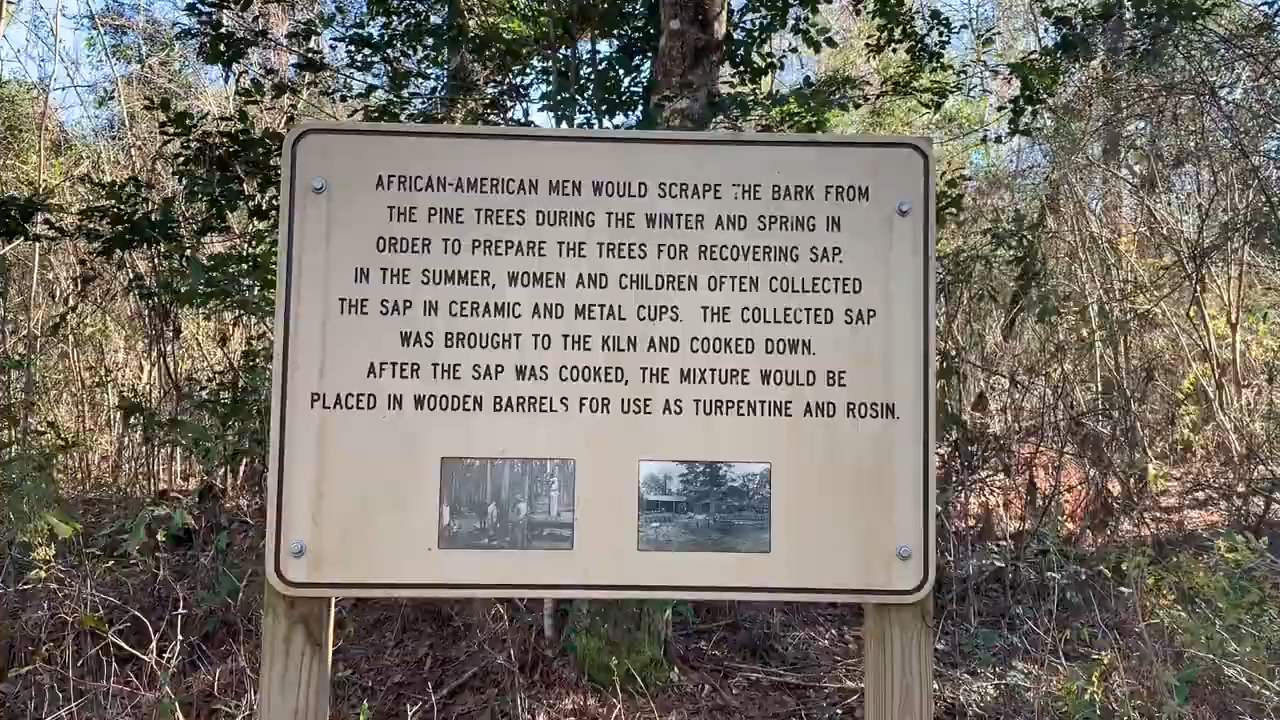 AFRICAN-AMERICAN MEN WOULD SCRAPE THE BARK FROM
THE PINE TREES DURING THE WINTER AND SPRING IN
ORDER TO PREPARE THE TREES FOR RECOVERING SAP.
IN THE SUMMER, WOMEN AND CHILDREN OFTEN COLLECTED
THE SAP IN CERAMIC AND METAL CUPS. THE COLLECTED SAP
WAS BROUGHT TO THE KILN AND COOKED DOWN.
AFTER THE SAP WAS COOKED, THE MIXTURE WOULD BE
PLACED IN WOODEN BARRELS FOR USE AS TURPENTINE AND ROSIN.